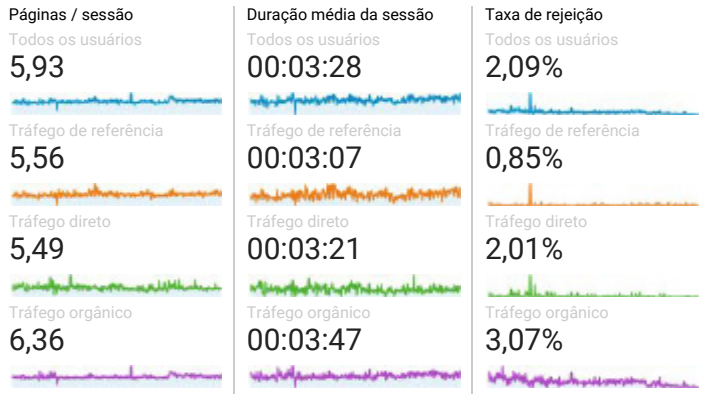 Páginas / sessão
Todos os usuários
5,93
Tráfego de referência
5,56
Tráfego direto
5,49
Tráfego orgânico
6,36
Duração média da sessão
Todos os usuários
00:03:28
Tráfego de referência
00:03:07
Tráfego direto
00:03:21
Tráfego orgânico
00:03:47
Taxa de rejeição
Todos os usuários
2,09%
Tráfego de referência
0,85%
Tráfego direto
2,01%
Tráfego orgânico
3,07%